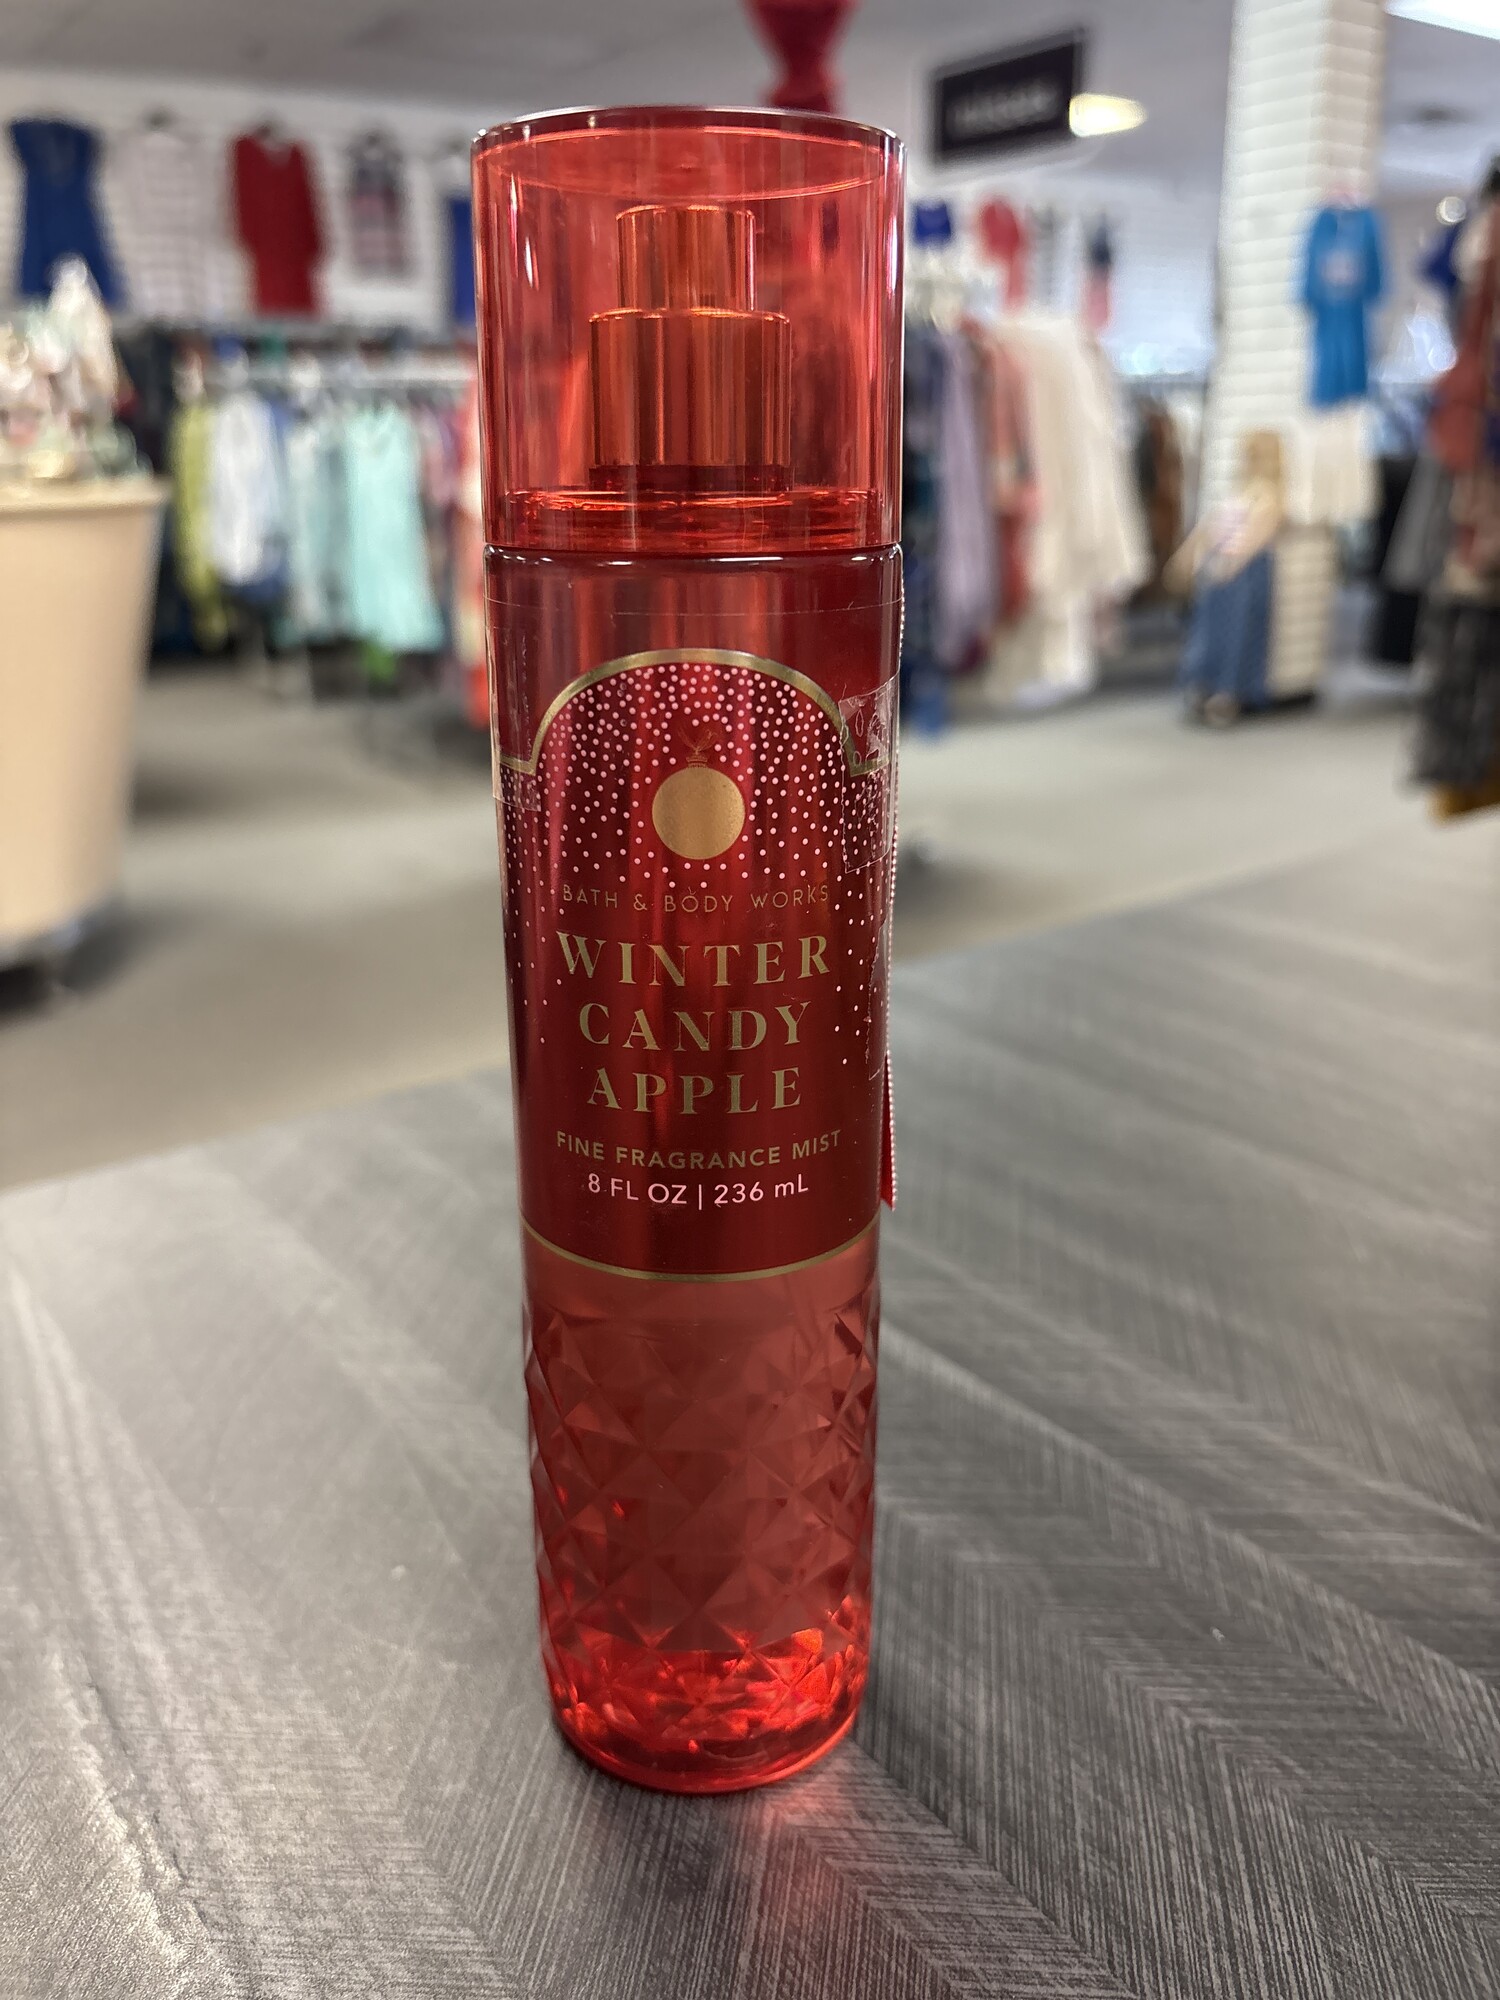 BATH & BODY WORKS
WINTER
CANDY
APPLE
FINE FRAGRANCE MIST
8 FL OZ | 236 mL